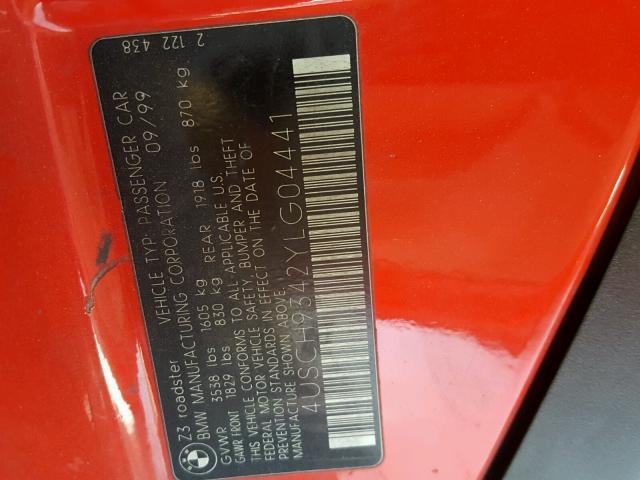 BMW
Z3 roadster VEHICLE TYP PASSENGER CAR 2 122 438
BMW MANUFACTURING CORPORATION 09/99
GVWR 3538 lbs 1605 kg REAR 1918 lbs 870 kg
GAWR FRONT 1829 lbs 830 kg
THIS VEHICLE CONFORMS TO ALL APPLICABLE U.S.
FEDERAL MOTOR VEHICLE SAFETY, BUMPER AND THEFT
PREVENTION STANDARDS IN EFFECT ON THE DATE OF
MANUFACTURE SHOWN ABOVE.
4USCH9342YLG04441